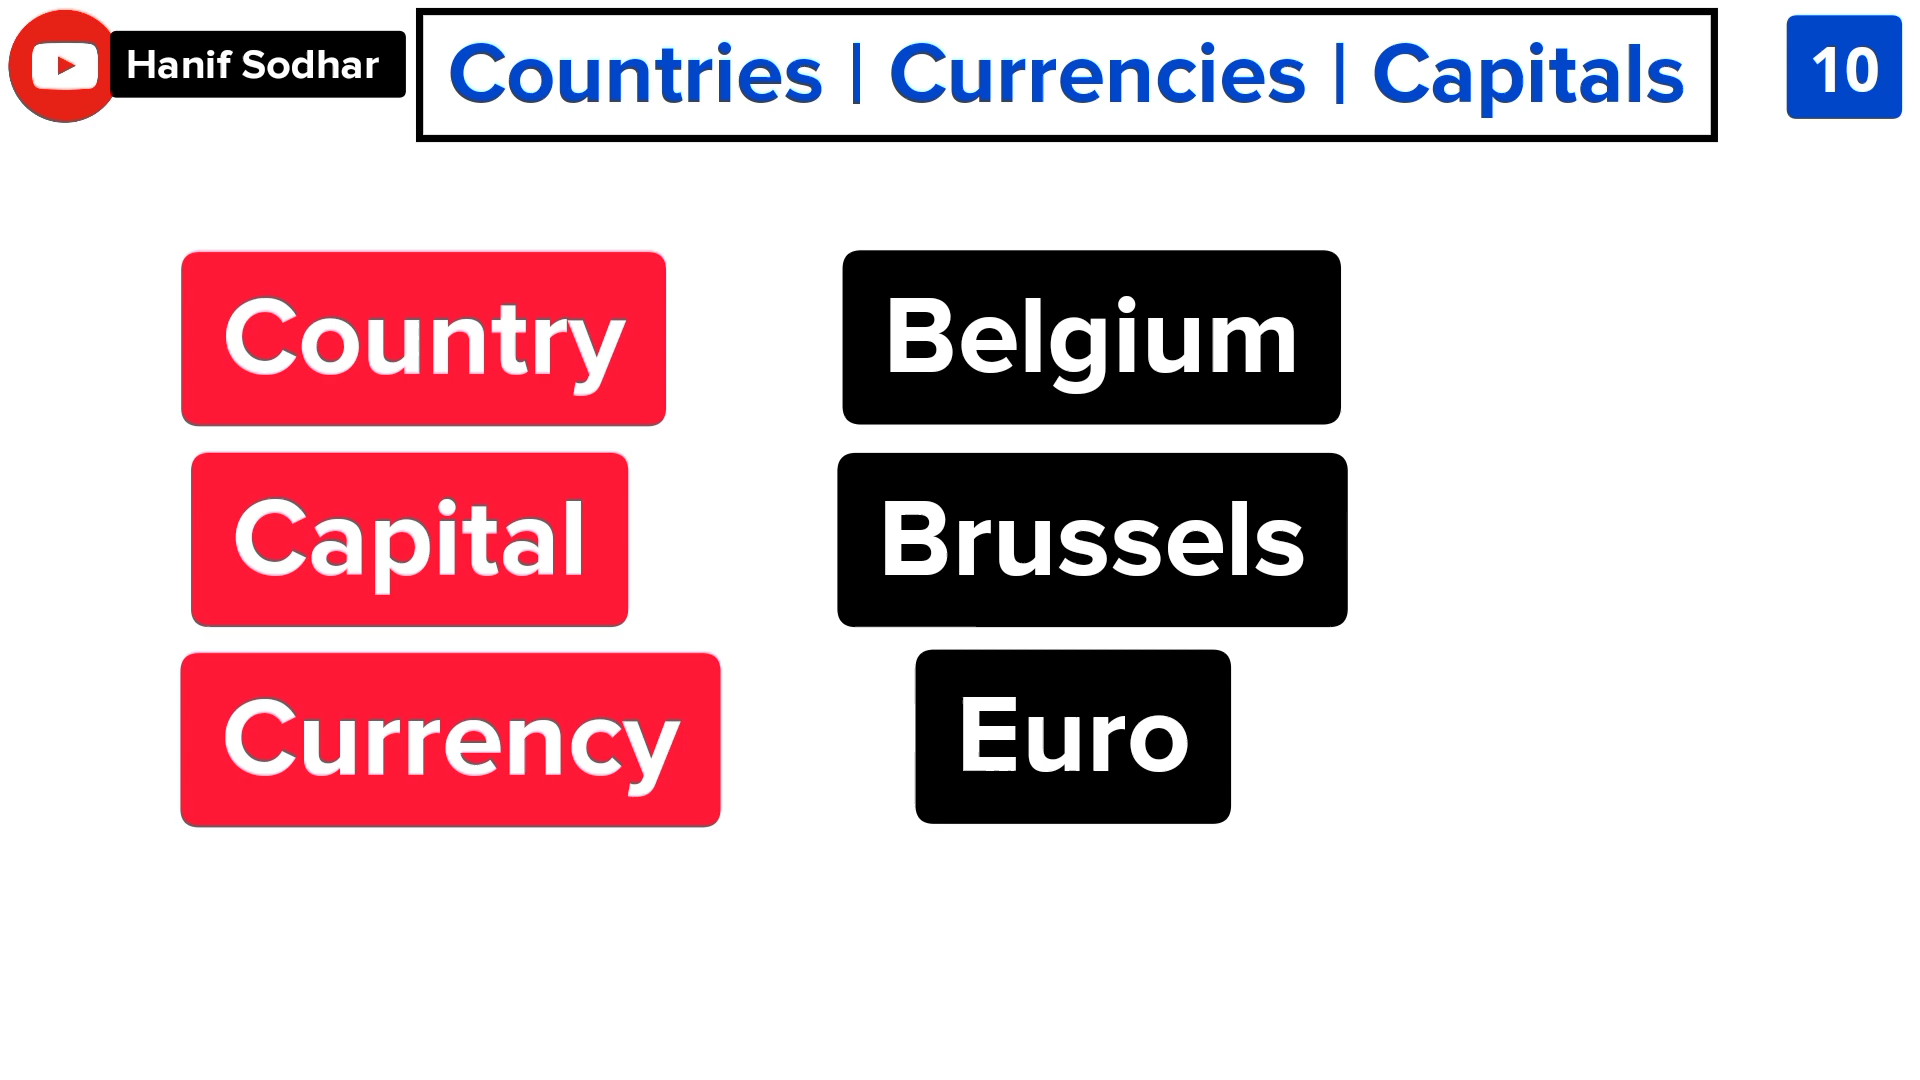 Hanif Sodhar
Countries | Currencies | Capitals
10
Country
Belgium
Capital
Brussels
Currency
Euro